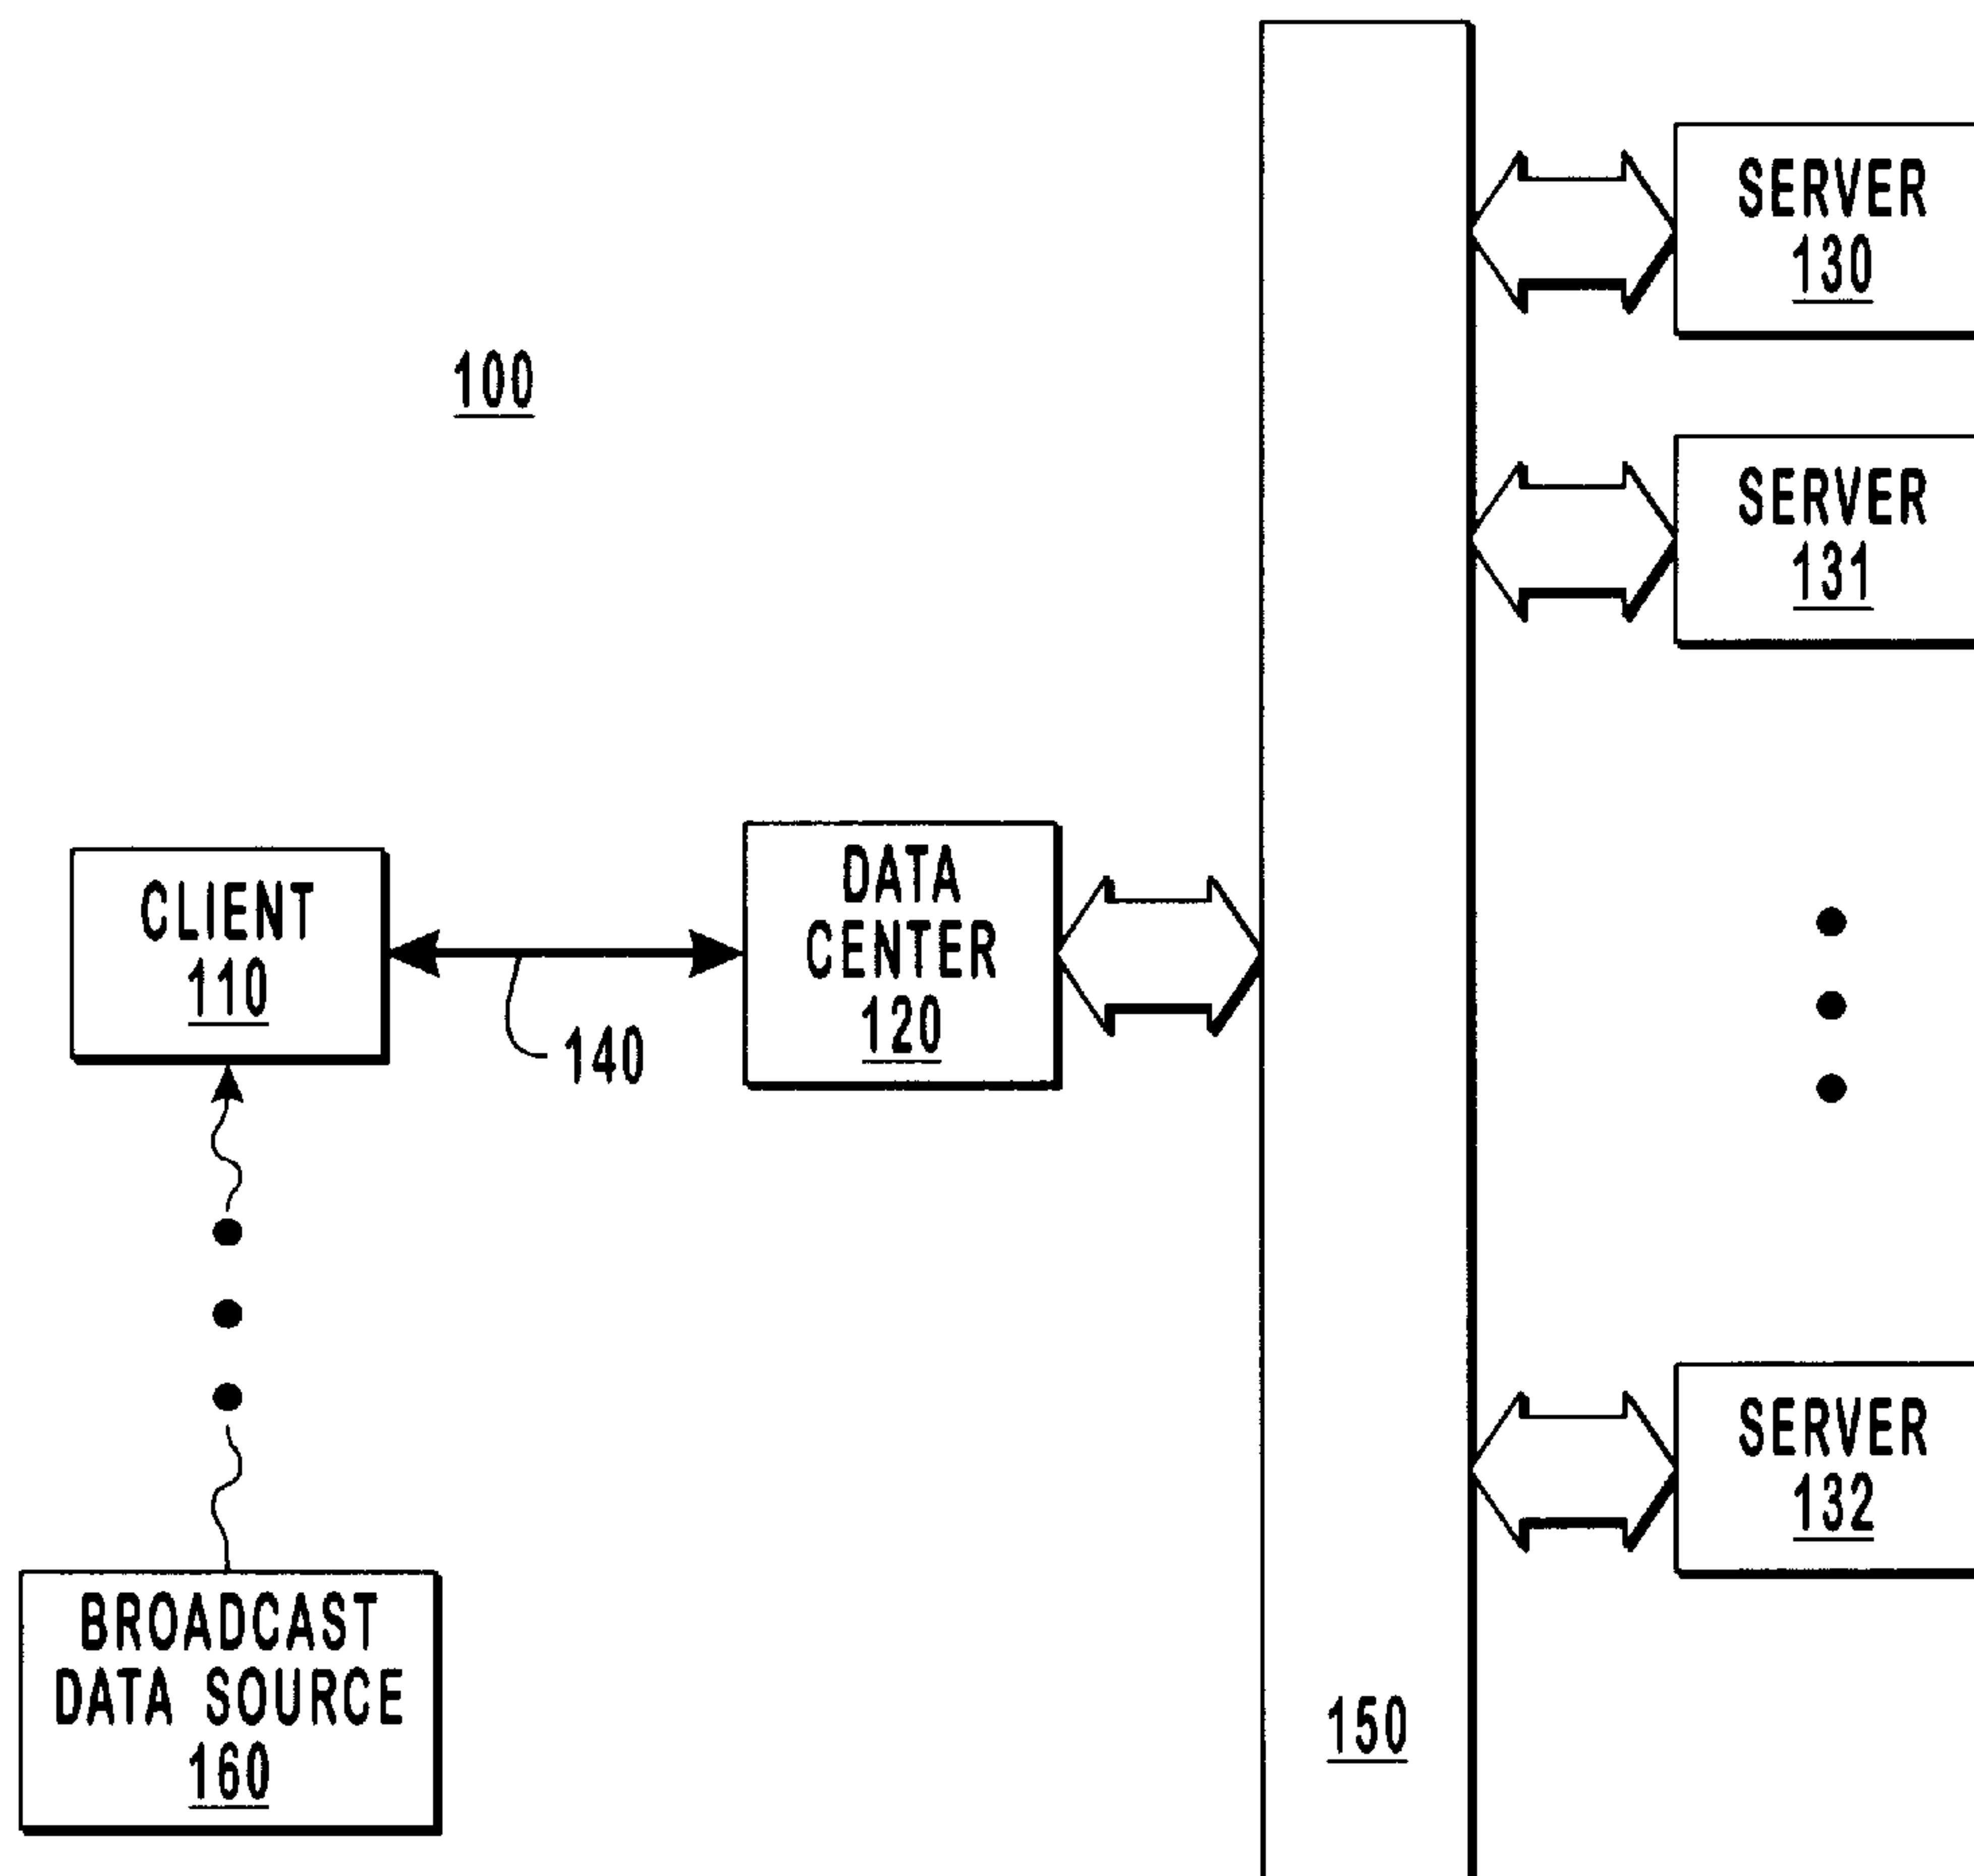 100
SERVER
130
SERVER
131
CLIENT
110
140
DATA
CENTER
120
SERVER
132
BROADCAST
DATA SOURCE
160
150